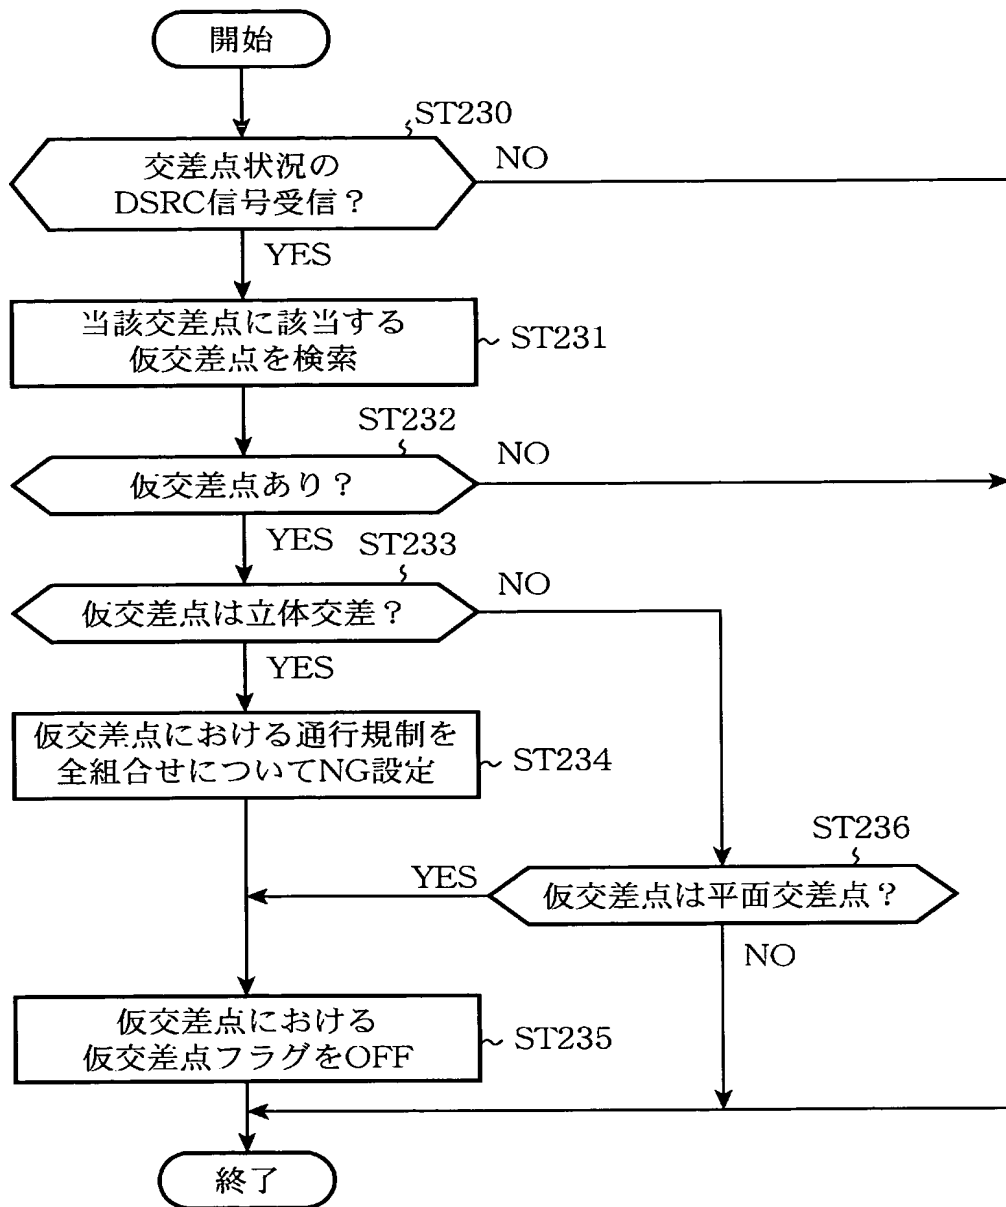 開始
ST230
交差点状況の
DSRC信号受信？
NO
YES
当該交差点に該当する
仮交差点を検索
ST231
ST232
仮交差点あり？
NO
YES
ST233
仮交差点は立体交差？
NO
YES
仮交差点における通行規制を
全組合せについてNG設定
ST234
ST236
仮交差点は平面交差点？
YES
NO
仮交差点における
仮交差点フラグをOFF
ST235
終了